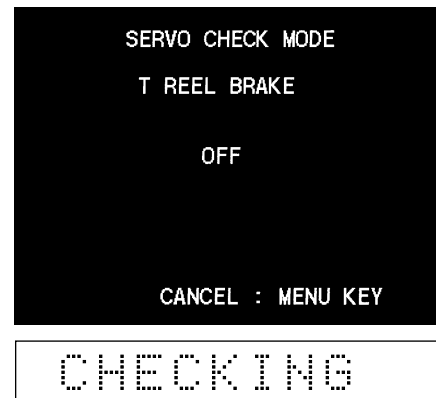 SERVO CHECK MODE
T REEL BRAKE
OFF
CANCEL : MENU KEY
CHECKING